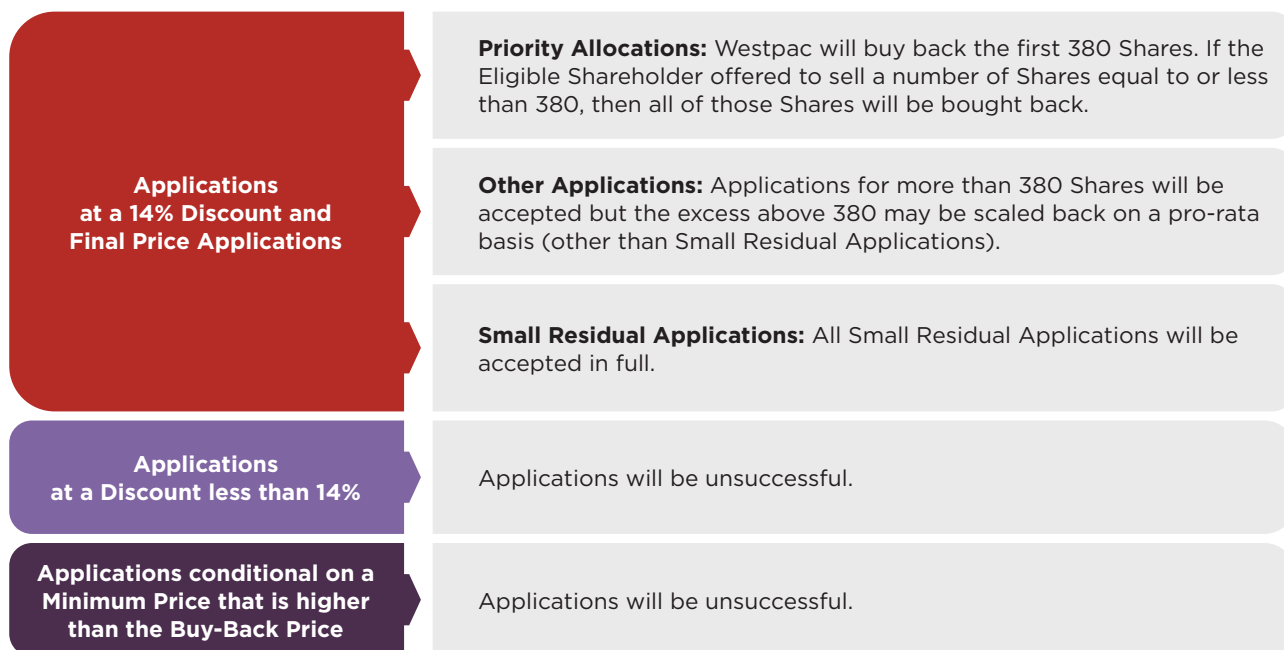 Applications
at a 14% Discount and
Final Price Applications
Priority Allocations: Westpac will buy back the first 380 Shares. If the
Eligible Shareholder offered to sell a number of Shares equal to or less
than 380, then all of those Shares will be bought back.
Other Applications: Applications for more than 380 Shares will be
accepted but the excess above 380 may be scaled back on a pro-rata
basis (other than Small Residual Applications).
Small Residual Applications: All Small Residual Applications will be
accepted in full.
Applications
at a Discount less than 14%
Applications will be unsuccessful.
Applications conditional on a
Minimum Price that is higher
than the Buy-Back Price
Applications will be unsuccessful.